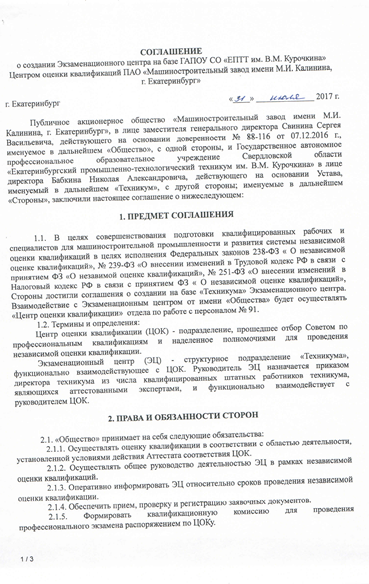 СОГЛАШЕНИЕ
о создании Экзаменационного центра на базе ГАПОУ СО «ЕПТТ им. В.М. Курочкина»
Центром оценки квалификаций ПАО «Машиностроительный завод имени М.И. Калинина,
г. Екатеринбург»
г. Екатеринбург «31» июля 2017 г.
Публичное акционерное общество «Машиностроительный завод имени М.И.
Калинина, г. Екатеринбург», в лице заместителя генерального директора Свинина Сергея
Васильевича, действующего на основании доверенности № 88-116 от 07.12.2016 г.,
именуемое в дальнейшем «Общество», с одной стороны, и Государственное автономное
профессиональное образовательное учреждение Свердловской области
«Екатеринбургский промышленно-технологический техникум им. В.М. Курочкина» в лице
директора Бабкина Николая Александровича, действующего на основании Устава,
именуемый в дальнейшем «Техникум», с другой стороны; именуемые в дальнейшем
«Стороны», заключили настоящее соглашение о нижеследующем:
1. ПРЕДМЕТ СОГЛАШЕНИЯ
1.1. В целях совершенствования подготовки квалифицированных рабочих и
специалистов для машиностроительной промышленности и развития системы независимой
оценки квалификаций в целях исполнения Федеральных законов 238-ФЗ « О независимой
оценке квалификаций», № 239-ФЗ «О внесении изменений в Трудовой кодекс РФ в связи с
принятием ФЗ «О независимой оценке квалификаций», № 251-ФЗ «О внесении изменений в
Налоговый кодекс РФ в связи с принятием ФЗ « О независимой оценке квалификаций»,
Стороны достигли соглашения о создании на базе «Техникума» Экзаменационного центра.
Взаимодействие с Экзаменационным центром от имени «Общества» будет осуществлять
«Центр оценки квалификации» отдела по работе с персоналом № 91.
1.2. Термины и определения:
Центр оценки квалификации (ЦОК) - подразделение, прошедшее отбор Советом по
профессиональным квалификациям и наделенное полномочиями для проведения
независимой оценки квалификации.
Экзаменационный центр (ЭЦ) - структурное подразделение «Техникума»,
функционально взаимодействующее с ЦОК. Руководитель ЭЦ назначается приказом
директора техникума из числа квалифицированных штатных работников техникума,
являющихся аттестованными экспертами, и функционально взаимодействует с
руководителем ЦОК.
2. ПРАВА И ОБЯЗАННОСТИ СТОРОН
2.1. «Общество» принимает на себя следующие обязательства:
2.1.1. Осуществлять оценку квалификации в соответствии с областью деятельности,
установленной условиями действия Аттестата соответствия ЦОК.
2.1.2. Осуществлять общее руководство деятельностью ЭЦ в рамках независимой
оценки квалификаций.
2.1.3. Оперативно информировать ЭЦ относительно сроков проведения независимой
оценки квалификации.
2.1.4. Обеспечить прием, проверку и регистрацию заявочных документов.
2.1.5. Формировать квалификационную комиссию для проведения
профессионального экзамена распоряжением по ЦОКу.
1 / 3